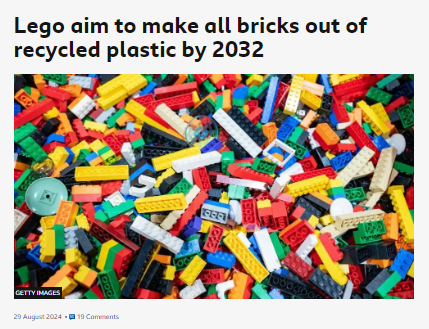 Lego aim to make all bricks out of
recycled plastic by 2032
GETTY IMAGES
29 August 2024 • 19 Comments